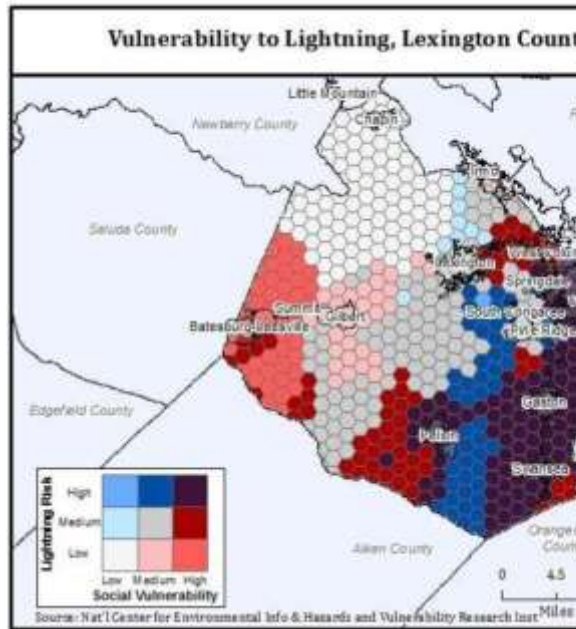 Vulnerability to Lightning, Lexington Count
Little Mountain
Chapin
Newberry County
Irmo
Saluda County
Lexington
Springdale
Summit
Gilbert
South Congaree
Batesburg-Leesville
Pine Ridge
Edgefield County
Gaston
Pelion
Swansea
Lightning Risk
High
Medium
Low
Low Medium High
Social Vulnerability
Aiken County
Orange
County
0 4.5
Miles
Source: Nat'l Center for Environmental Info & Hazards and Vulnerability Research Inst